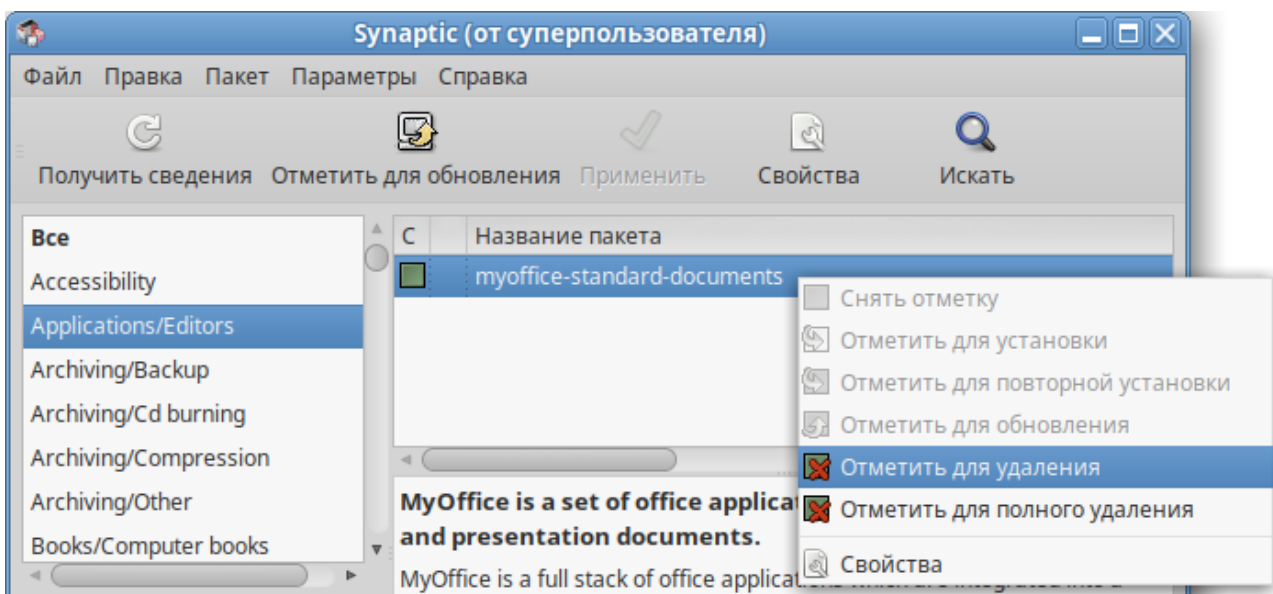 Synaptic (от суперпользователя)
Файл Правка Пакет Параметры Справка
Получить сведения Отметить для обновления Применить Свойства Искать
Все
Accessibility
Applications/Editors
Archiving/Backup
Archiving/Cd burning
Archiving/Compression
Archiving/Other
Books/Computer books
С Название пакета
myoffice-standard-documents
Снять отметку
Отметить для установки
Отметить для повторной установки
Отметить для обновления
Отметить для удаления
Отметить для полного удаления
Свойства
MyOffice is a set of office
and presentation documents.
MyOffice is a full stack of office